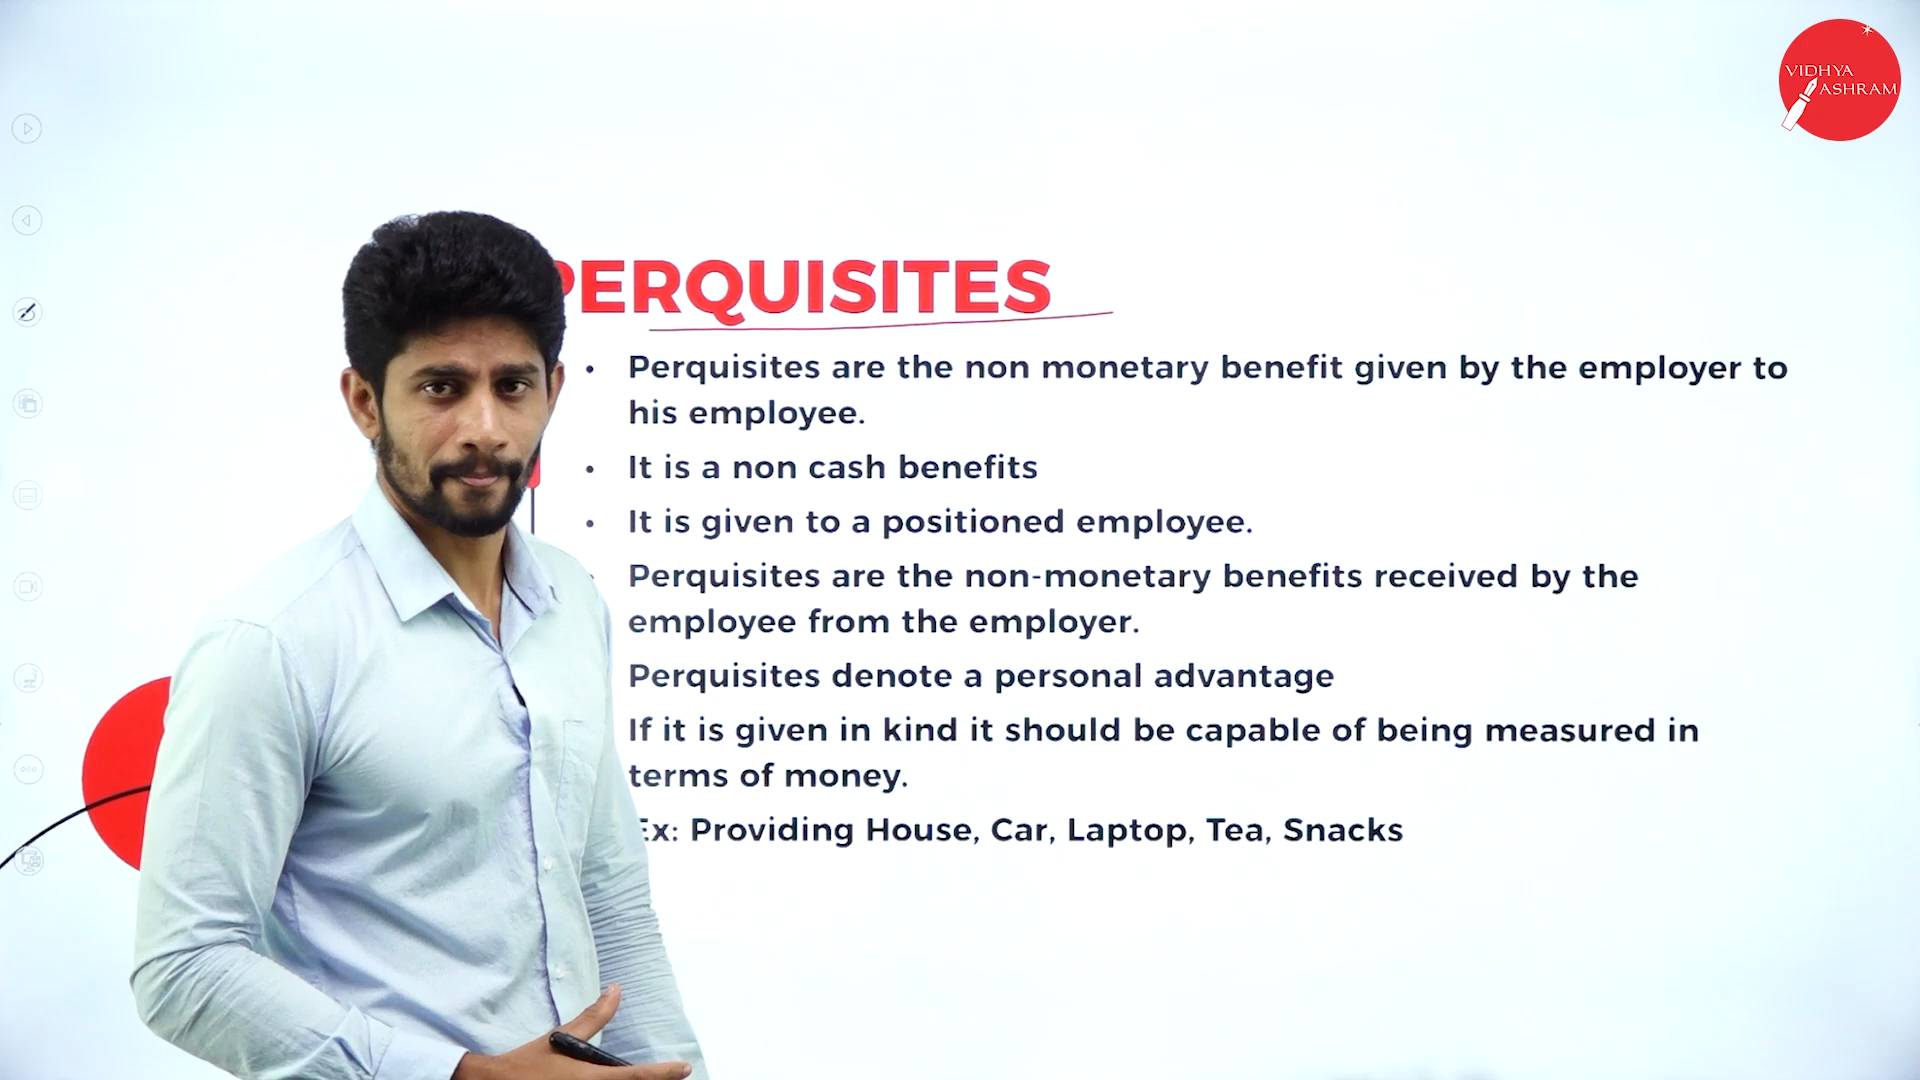 VIDHYA
ASHRAM
PERQUISITES
• Perquisites are the non monetary benefit given by the employer to
his employee.
• It is a non cash benefits
• It is given to a positioned employee.
Perquisites are the non-monetary benefits received by the
employee from the employer.
Perquisites denote a personal advantage
If it is given in kind it should be capable of being measured in
terms of money.
Ex: Providing House, Car, Laptop, Tea, Snacks